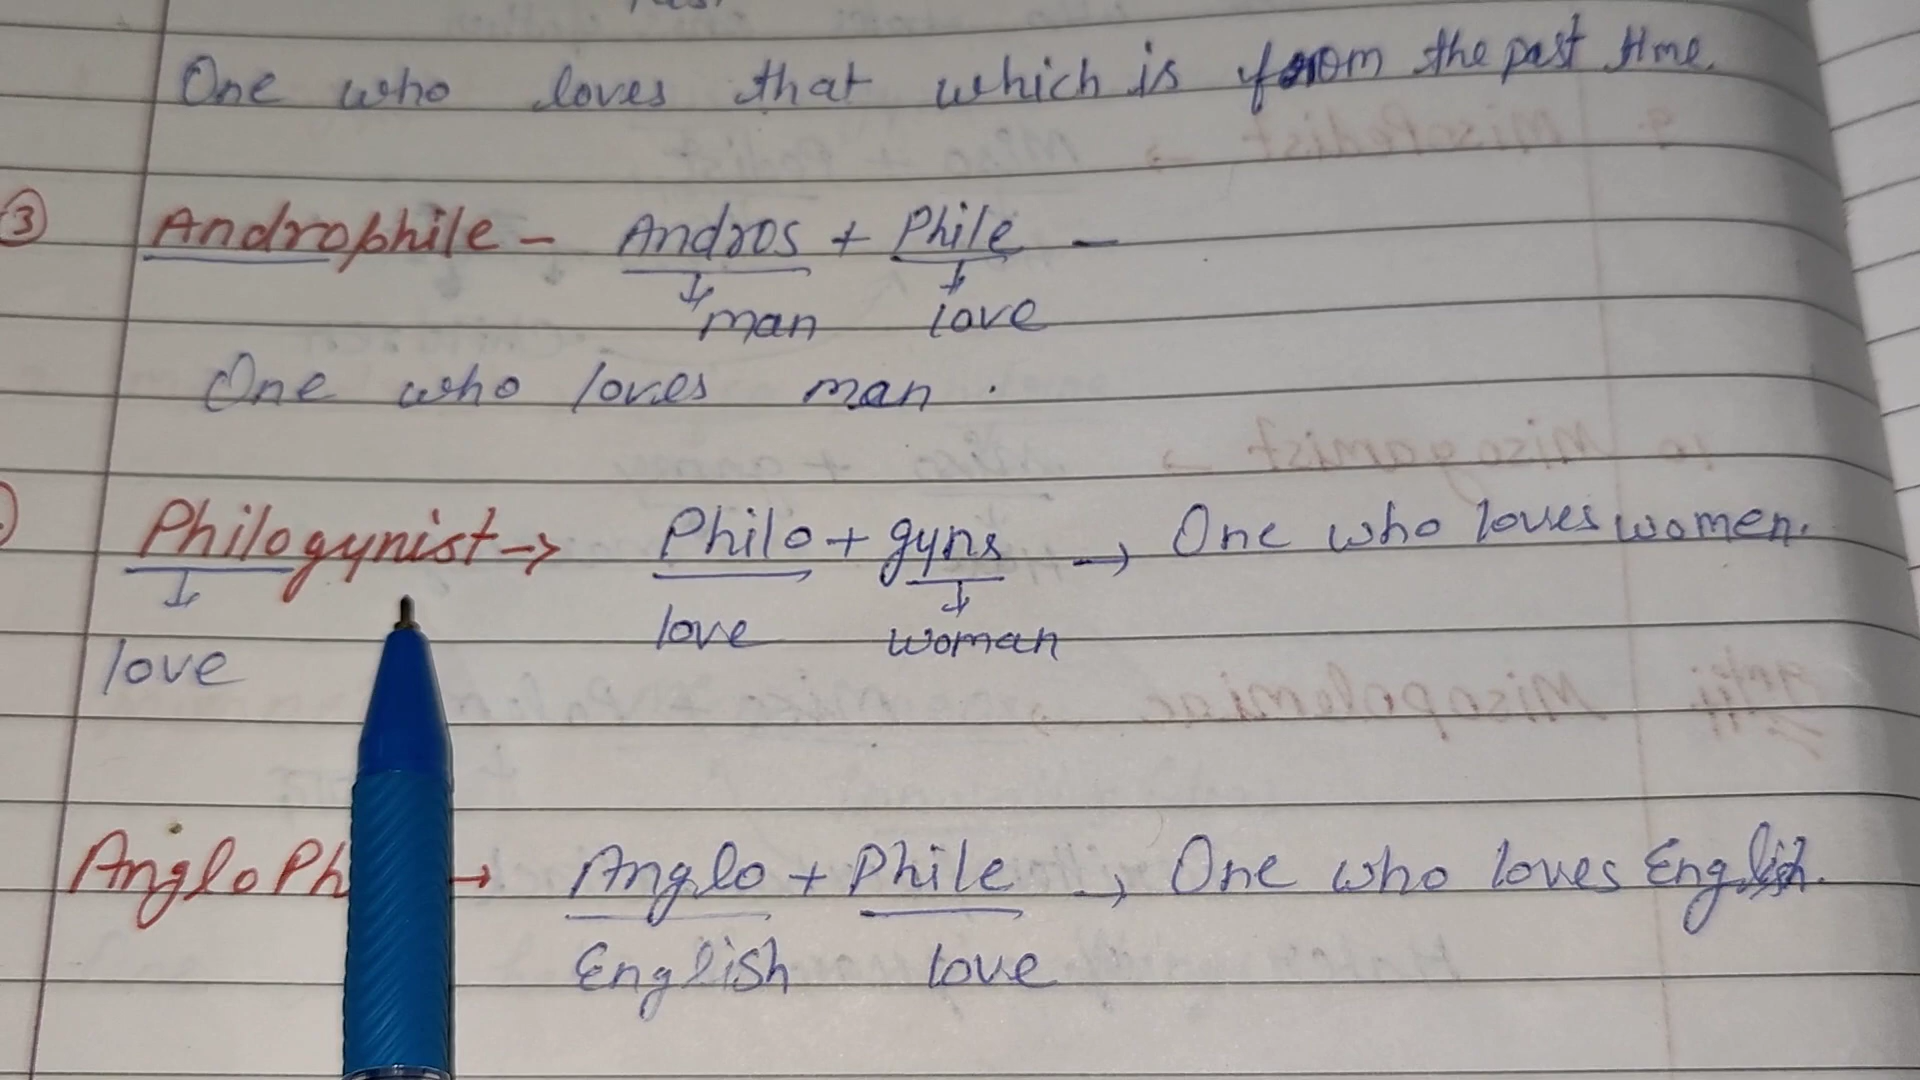 One who loves that which is from the past time.
③ Androphile - Andros + Phile -
man love
One who loves man.
Philogynist → Philo + gyns → One who loves women.
love love woman
AngloPh → Anglo + Phile → One who loves English.
English love